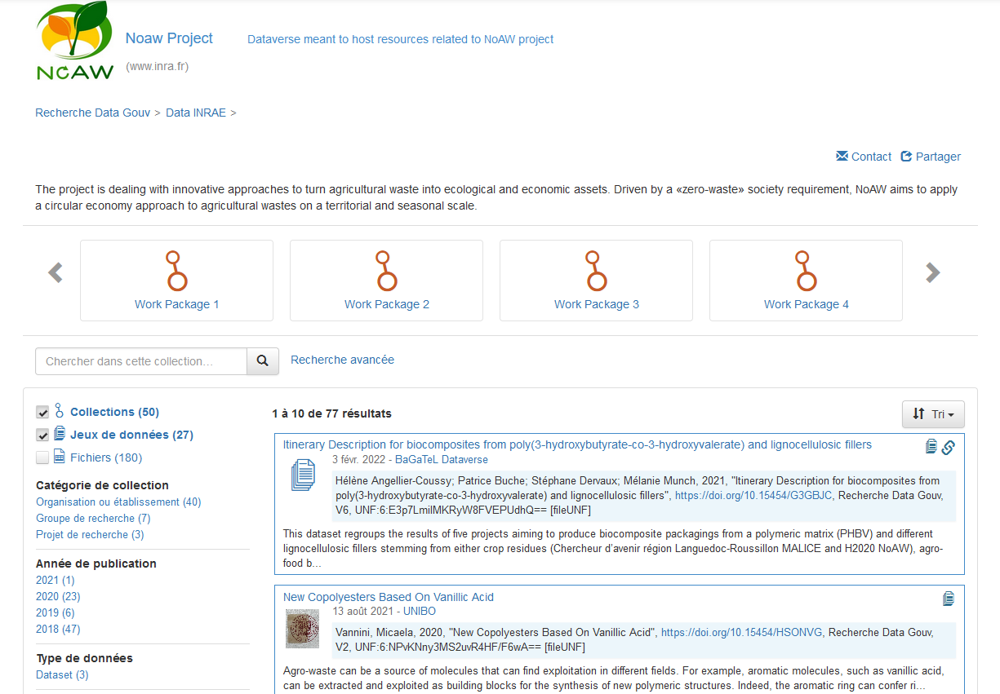 NOAW
Noaw Project
Dataverse meant to host resources related to NoAW project
(www.inra.fr)
Recherche Data Gouv > Data INRAE >
Contact Partager
The project is dealing with innovative approaches to turn agricultural waste into ecological and economic assets. Driven by a «zero-waste» society requirement, NoAW aims to apply
a circular economy approach to agricultural wastes on a territorial and seasonal scale.
Work Package 1
Work Package 2
Work Package 3
Work Package 4
Chercher dans cette collection...
Recherche avancée
Collections (50)
Jeux de données (27)
Fichiers (180)
Catégorie de collection
Organisation ou établissement (40)
Groupe de recherche (7)
Projet de recherche (3)
Année de publication
2021 (1)
2020 (23)
2019 (6)
2018 (47)
Type de données
Dataset (3)
1 à 10 de 77 résultats
Tri
Itinerary Description for biocomposites from poly(3-hydroxybutyrate-co-3-hydroxyvalerate) and lignocellulosic fillers
3 févr. 2022 - BaGaTeL Dataverse
Hélène Angellier-Coussy; Patrice Buche; Stéphane Dervaux; Mélanie Munch, 2021, "Itinerary Description for biocomposites from
poly(3-hydroxybutyrate-co-3-hydroxyvalerate) and lignocellulosic fillers", https://doi.org/10.15454/G3GBJC, Recherche Data Gouv,
V6, UNF:6:E3p7LmilMKRyW8FVEPUdhQ== [fileUNF]
This dataset regroups the results of five projects aiming to produce biocomposite packagings from a polymeric matrix (PHBV) and different
lignocellulosic fillers stemming from either crop residues (Chercheur d’avenir région Languedoc-Roussillon MALICE and H2020 NoAW), agro-
food b...
New Copolyesters Based On Vanillic Acid
13 août 2021 - UNIBO
Vannini, Micaela, 2020, "New Copolyesters Based On Vanillic Acid", https://doi.org/10.15454/HSONVG, Recherche Data Gouv,
V2, UNF:6:NPvKNny3MS2uvR4HF/F6wA== [fileUNF]
Agro-waste can be a source of molecules that can find exploitation in different fields. For example, aromatic molecules, such as vanillic acid,
can be extracted and exploited as building blocks for the synthesis of new polymeric structures. Indeed, the aromatic ring can confer ri...